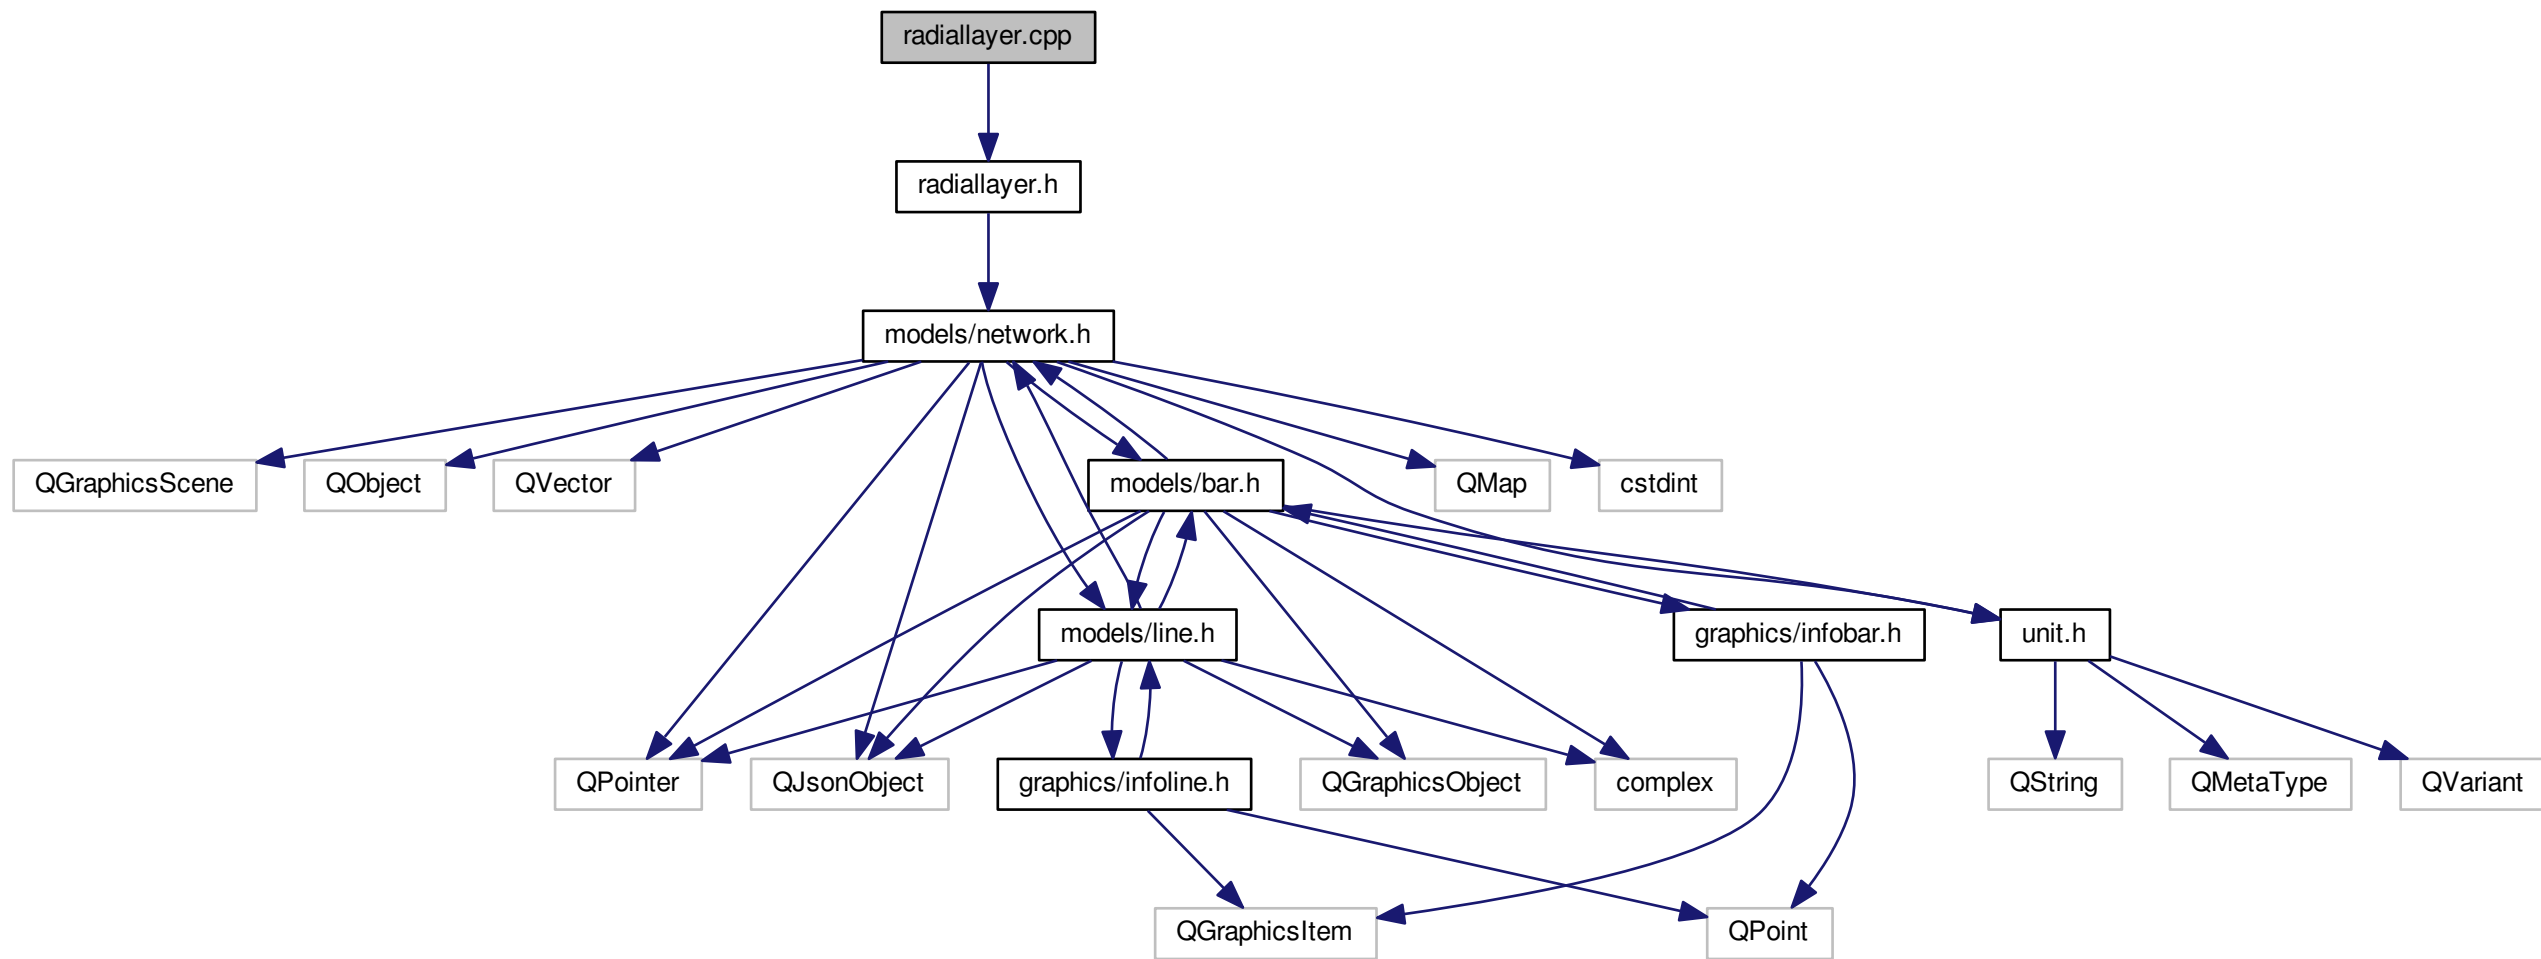 radiallayer.cpp
radiallayer.h
models/network.h
QGraphicsScene
QObject
QVector
models/bar.h
QMap
cstdint
models/line.h
graphics/infobar.h
unit.h
QPointer
QJsonObject
graphics/infoline.h
QGraphicsObject
complex
QString
QMetaType
QVariant
QGraphicsItem
QPoint